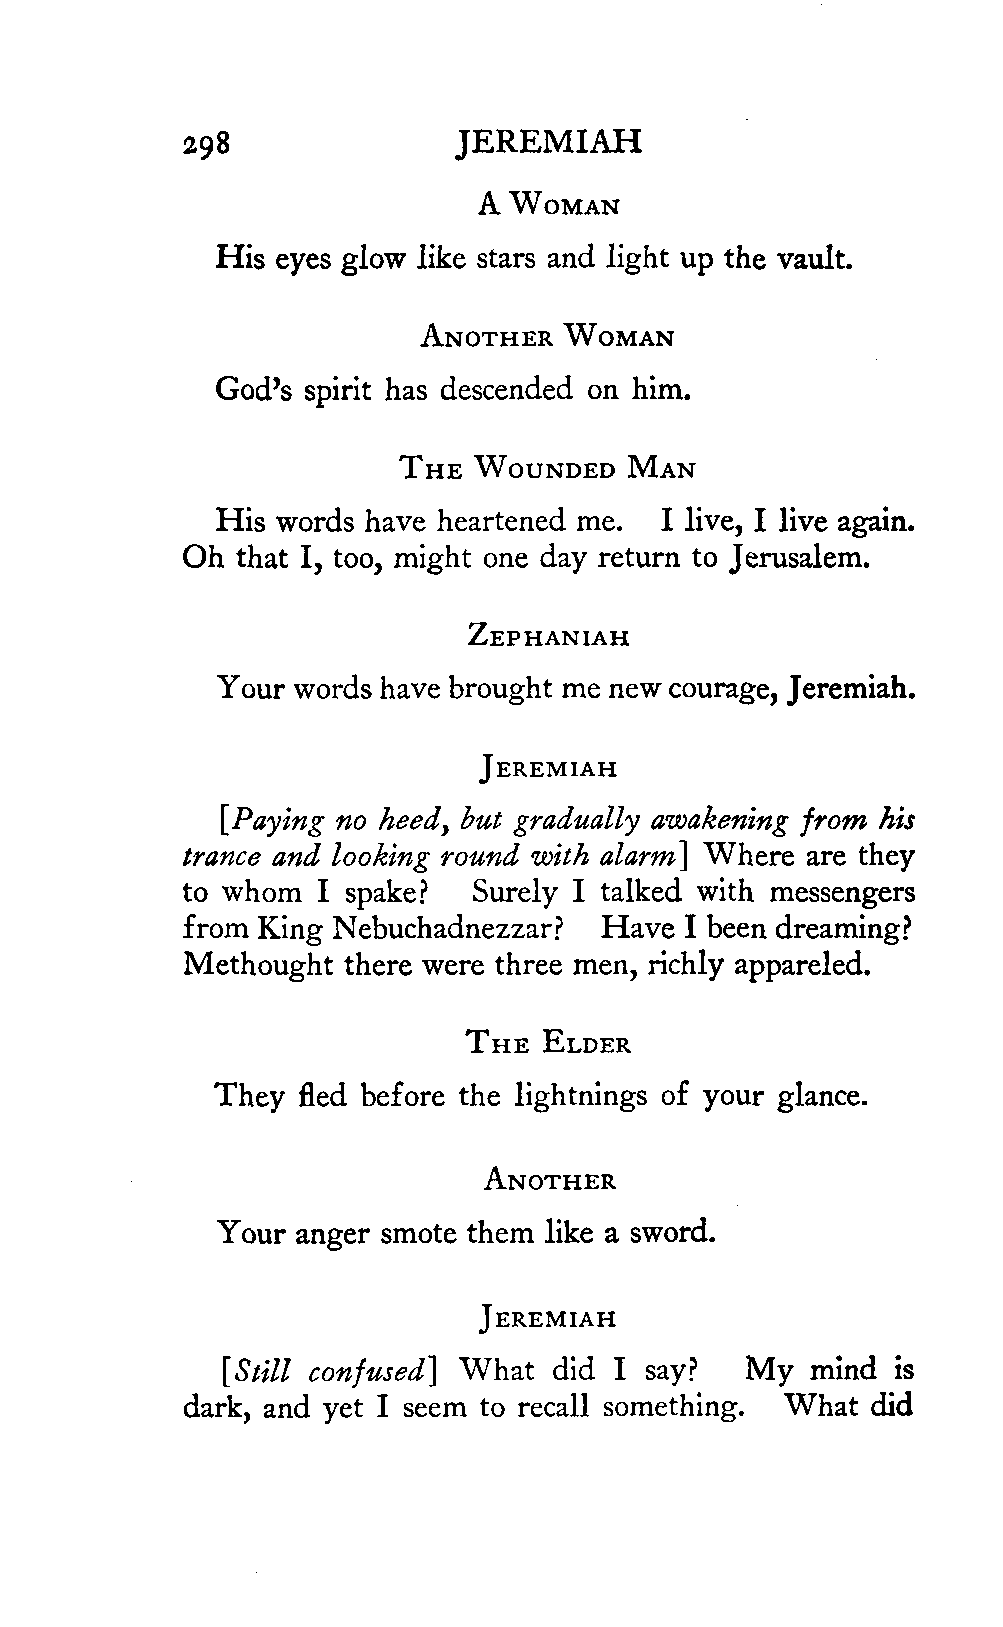 298 JEREMIAH
A Woman
His eyes glow like stars and light up the vault.
Another Woman
God's spirit has descended on him.
The Wounded Man
His words have heartened me. I live, I live again.
Oh that I, too, might one day return to Jerusalem.
Zephaniah
Your words have brought me new courage, Jeremiah.
Jeremiah
[Paying no heed, but gradually awakening from his
trance and looking round with alarm] Where are they
to whom I spake? Surely I talked with messengers
from King Nebuchadnezzar? Have I been dreaming?
Methought there were three men, richly appareled.
The Elder
They fled before the lightnings of your glance.
Another
Your anger smote them like a sword.
Jeremiah
[Still confused] What did I say? My mind is
dark, and yet I seem to recall something. What did